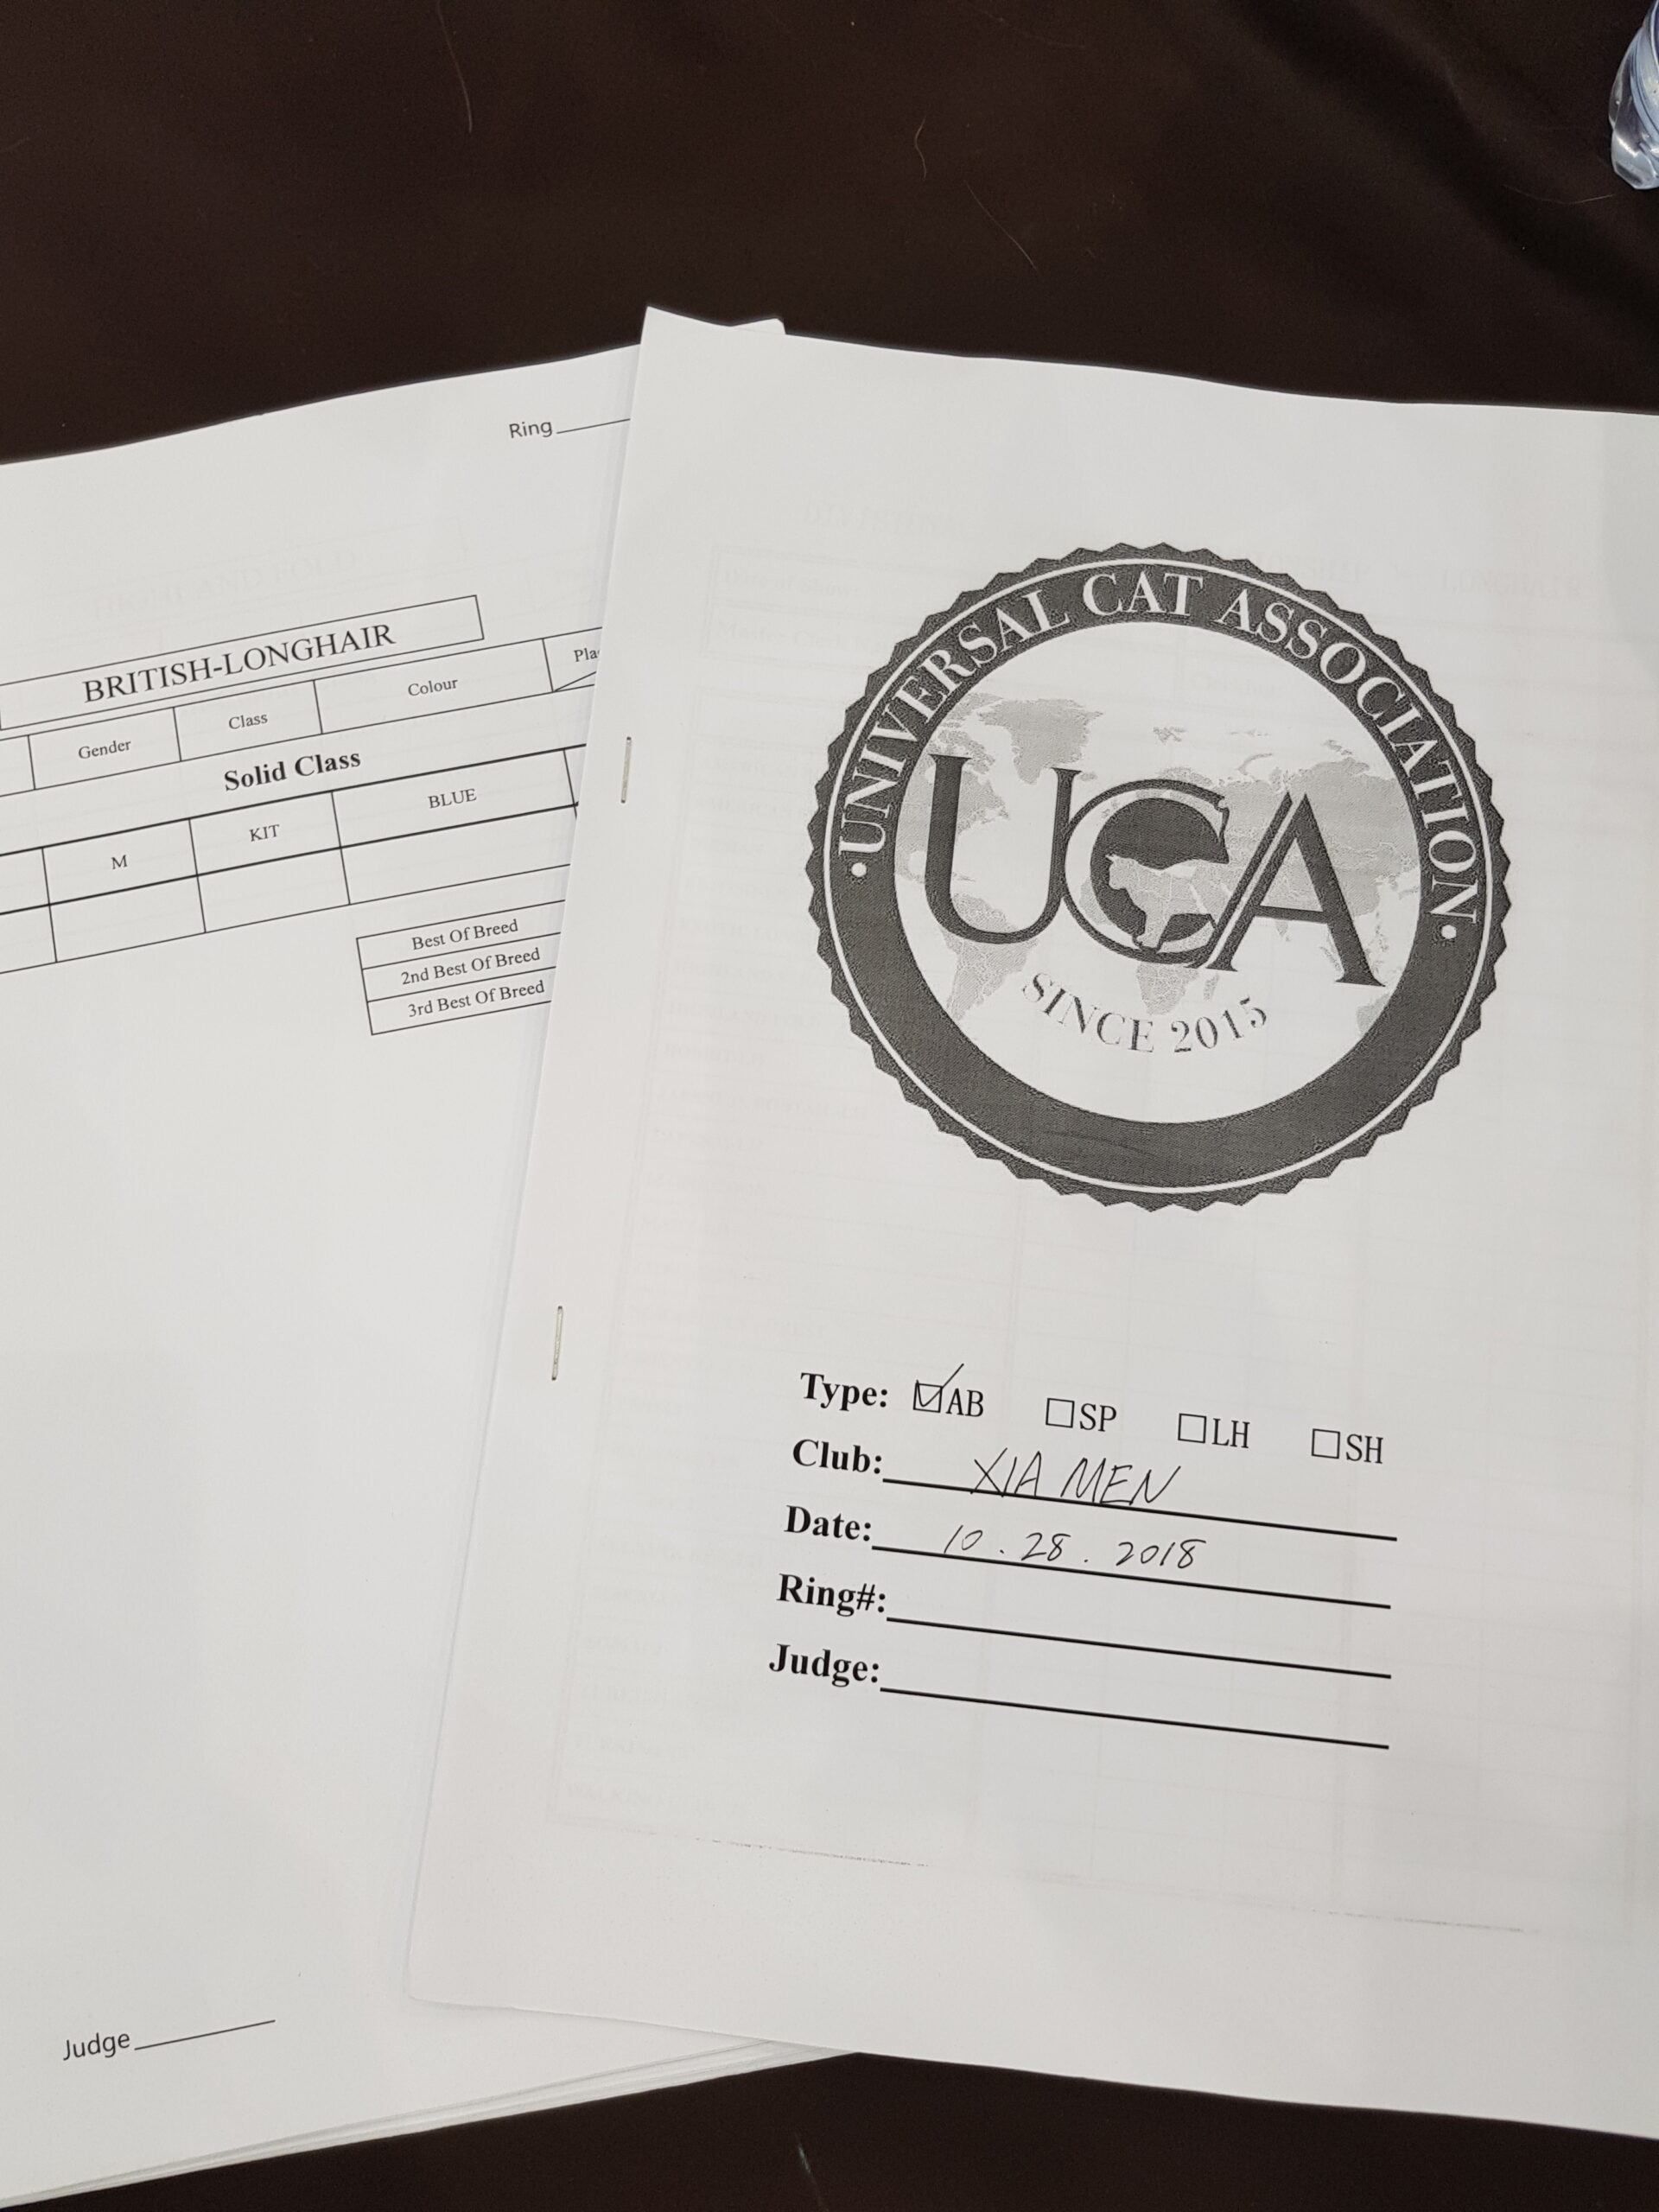 Ring
BRITISH-LONGHAIR
Gender Class Colour
Solid Class
M KIT BLUE
Best Of Breed
2nd Best Of Breed
3rd Best Of Breed
Judge
UNIVERSAL CAT ASSOCIATION
UCA
SINCE 2015
Type: ☑AB ☐SP ☐LH ☐SH
Club: XIA MEN
Date: 10.28.2018
Ring#:
Judge: